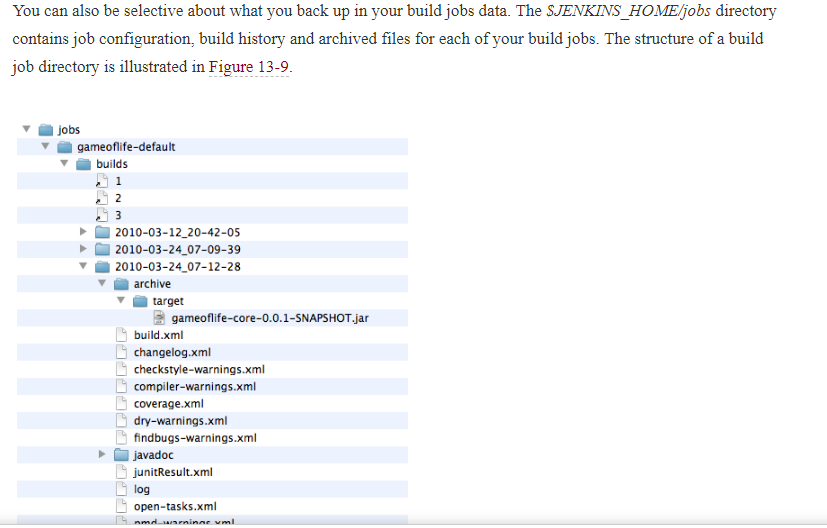 You can also be selective about what you back up in your build jobs data. The $JENKINS_HOME/jobs directory
contains job configuration, build history and archived files for each of your build jobs. The structure of a build
job directory is illustrated in Figure 13-9.
jobs
gameoflife-default
builds
1
2
3
2010-03-12_20-42-05
2010-03-24_07-09-39
2010-03-24_07-12-28
archive
target
gameoflife-core-0.0.1-SNAPSHOT.jar
build.xml
changelog.xml
checkstyle-warnings.xml
compiler-warnings.xml
coverage.xml
dry-warnings.xml
findbugs-warnings.xml
javadoc
junitResult.xml
log
open-tasks.xml
pmd-warnings.xml